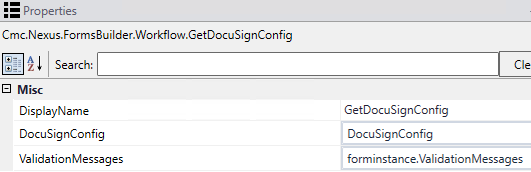 Properties
Cmc.Nexus.FormsBuilder.Workflow.GetDocuSignConfig
Search: Cle
Misc
DisplayName GetDocuSignConfig
DocuSignConfig DocuSignConfig
ValidationMessages forminstance.ValidationMessages